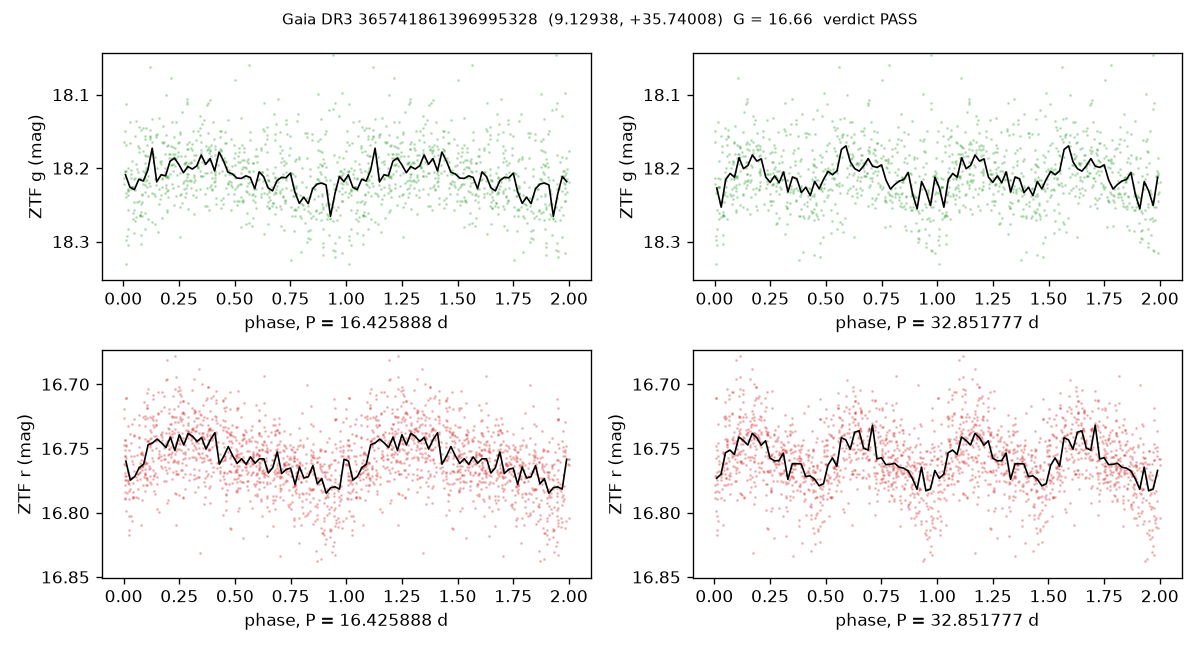 Gaia DR3 365741861396995328 (9.12938, +35.74008) G = 16.66 verdict PASS
ZTF g (mag)
18.1
18.2
18.3
0.00 0.25 0.50 0.75 1.00 1.25 1.50 1.75 2.00
phase, P = 16.425888 d
ZTF g (mag)
18.1
18.2
18.3
0.00 0.25 0.50 0.75 1.00 1.25 1.50 1.75 2.00
phase, P = 32.851777 d
ZTF r (mag)
16.70
16.75
16.80
16.85
0.00 0.25 0.50 0.75 1.00 1.25 1.50 1.75 2.00
phase, P = 16.425888 d
ZTF r (mag)
16.70
16.75
16.80
16.85
0.00 0.25 0.50 0.75 1.00 1.25 1.50 1.75 2.00
phase, P = 32.851777 d